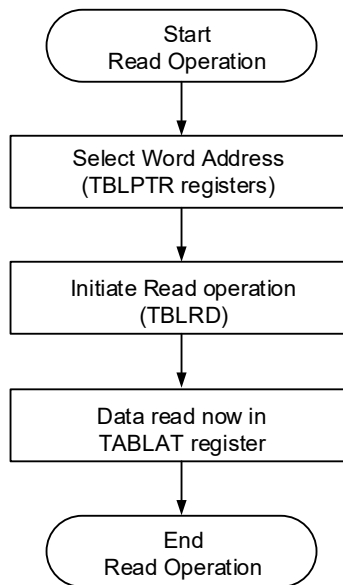 Start
Read Operation
Select Word Address
(TBLPTR registers)
Initiate Read operation
(TBLRD)
Data read now in
TABLAT register
End
Read Operation